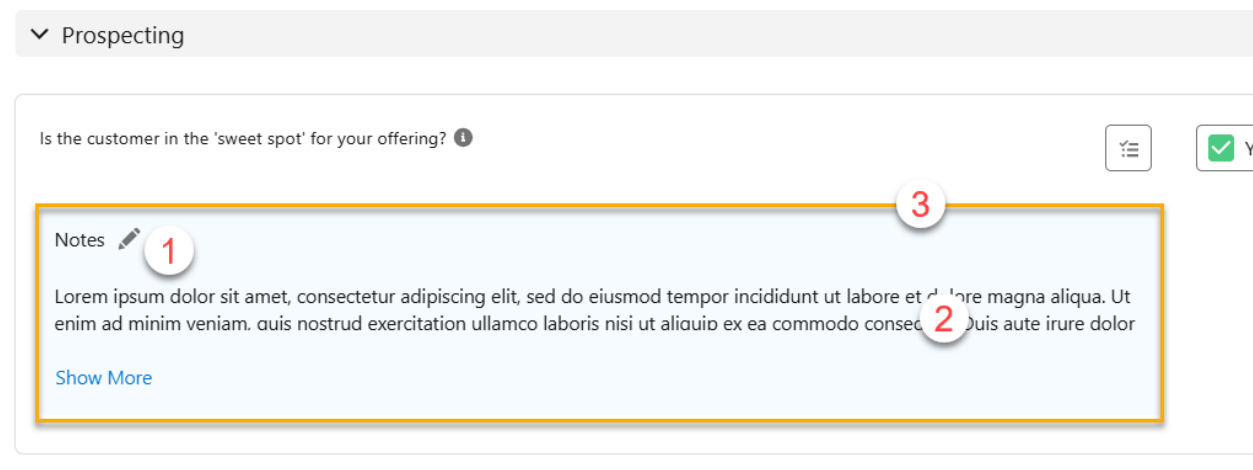 Prospecting
Is the customer in the 'sweet spot' for your offering?
Y
3
Notes
1
Lorem ipsum dolor sit amet, consectetur adipiscing elit, sed do eiusmod tempor incididunt ut labore et magna aliqua. Ut
enim ad minim veniam, quis nostrud exercitation ullamco laboris nisi ut aliquip ex ea commodo Duis aute irure dolor
2
Show More